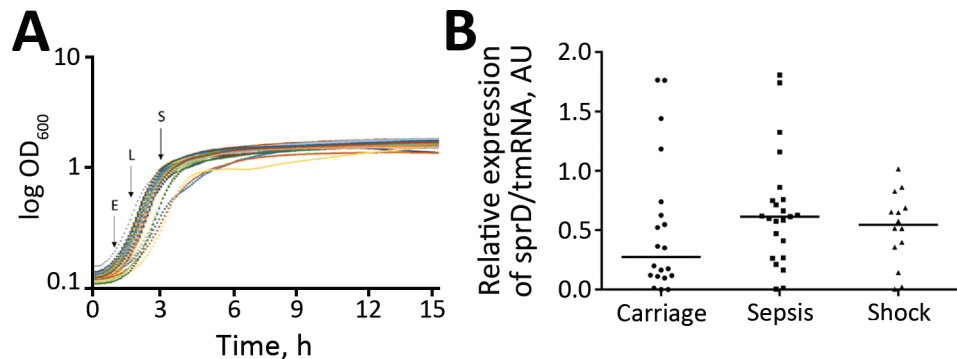 A
log OD600
10
1
0.1
E
L
S
0 3 6 9 12 15
Time, h
B
Relative expression
of sprD/tmRNA, AU
2.0
1.5
1.0
0.5
0.0
Carriage Sepsis Shock